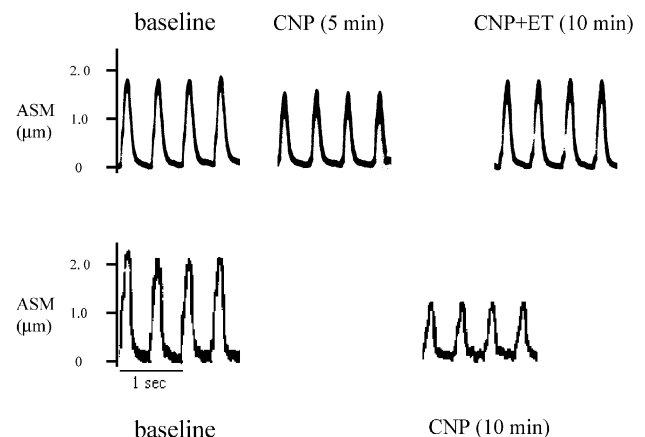 baseline CNP (5 min) CNP+ET (10 min)
2.0
ASM
(µm)
1.0
0
2.0
ASM
(µm)
1.0
0
1 sec
baseline CNP (10 min)